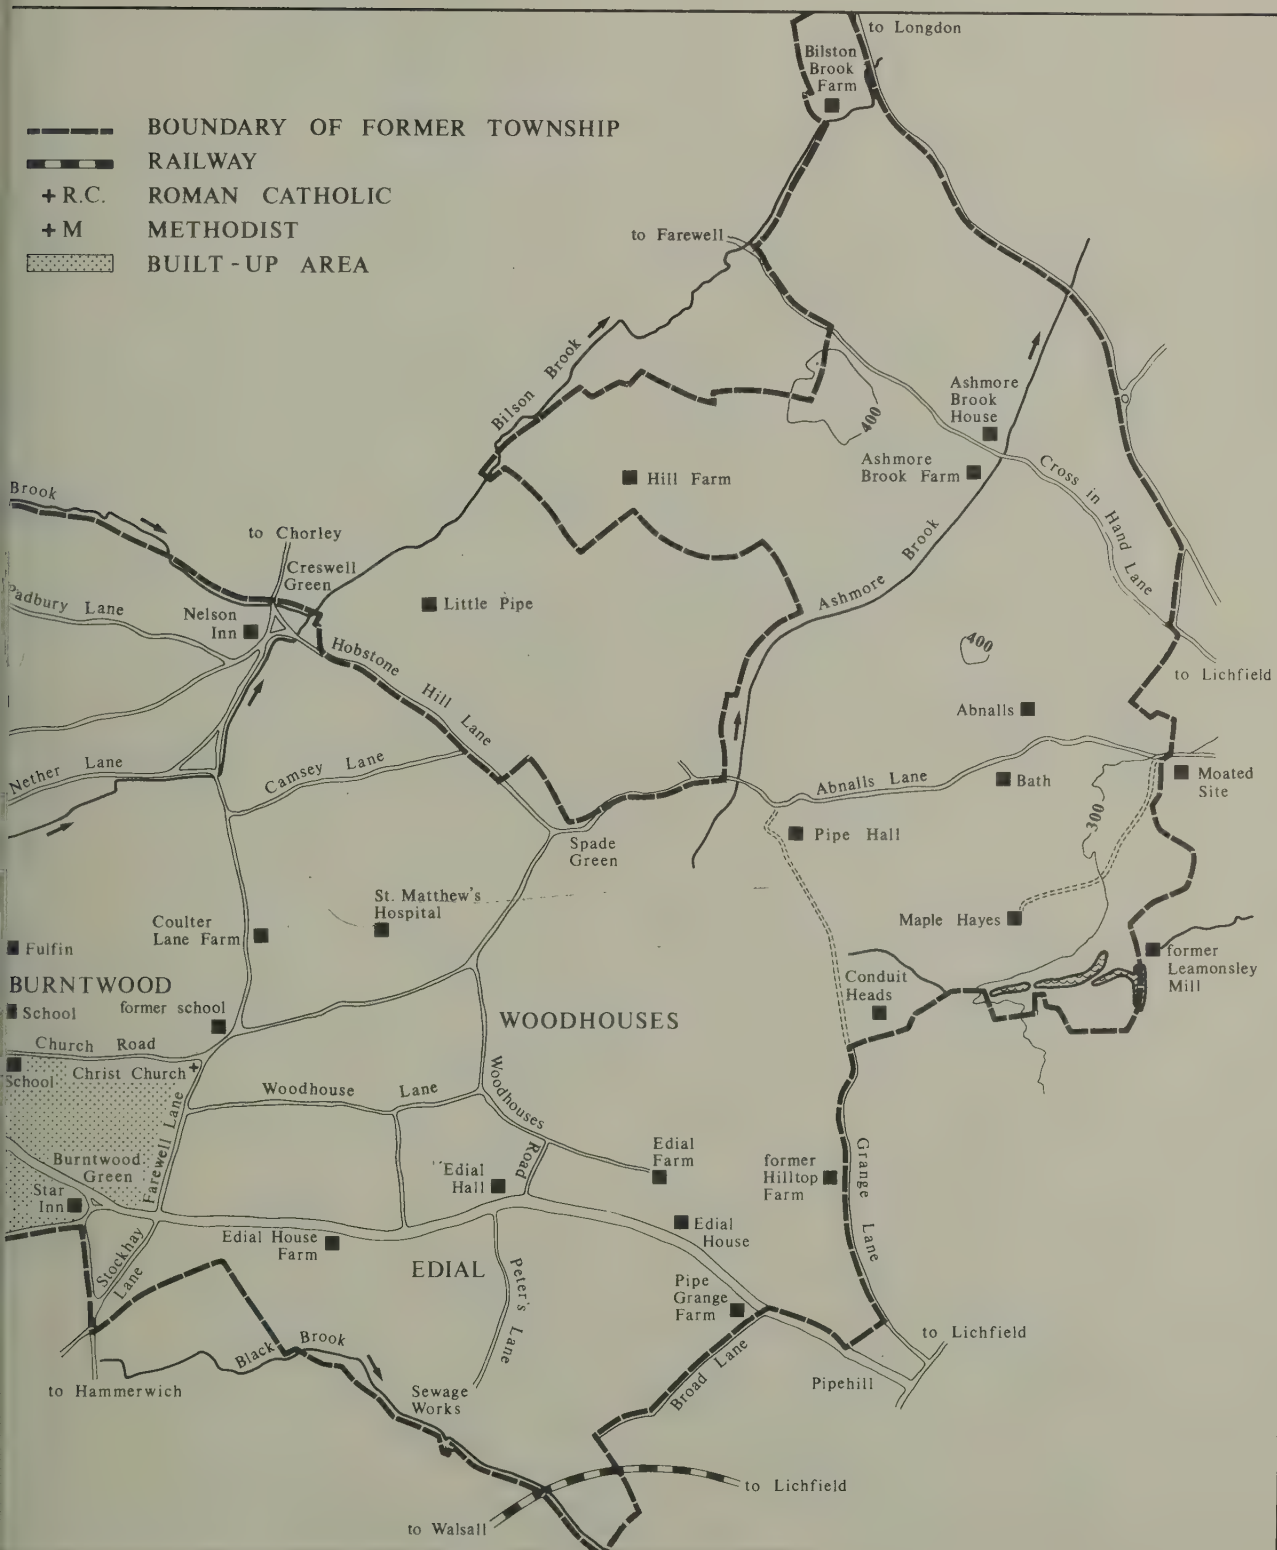 to Longdon
Bilston
Brook
Farm
BOUNDARY OF FORMER TOWNSHIP
RAILWAY
+ R.C. ROMAN CATHOLIC
+ M METHODIST
BUILT-UP AREA
to Farewell
Bilson Brook
400
Ashmore
Brook
House
Ashmore
Brook Farm
Cross in Hand Lane
Hill Farm
Brook
to Chorley
Creswell
Green
Padbury Lane
Nelson
Inn
Little Pipe
Ashmore Brook
Hobstone Hill Lane
400
to Lichfield
Abnalls
Nether Lane
Camsey Lane
Abnalls Lane
Bath
Moated
Site
300
Pipe Hall
Spade
Green
St. Matthew's
Hospital
Coulter
Lane Farm
Maple Hayes
Fulfin
former
Leamonsley
Mill
BURNTWOOD
School
former school
Conduit
Heads
WOODHOUSES
Church Road
School
Christ Church +
Woodhouse Lane
Woodhouses Road
Farewell Lane
Burntwood
Green
Star
Inn
Edial
Hall
Edial
Farm
former
Hilltop
Farm
Grange Lane
Edial House
Farm
Edial
House
Stockhay
Lane
EDIAL
Peter's Lane
Pipe
Grange
Farm
to Lichfield
Black Brook
Broad Lane
Pipehill
to Hammerwich
Sewage
Works
to Lichfield
to Walsall